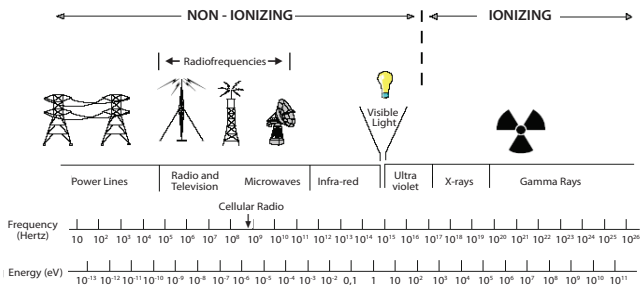 NON - IONIZING IONIZING
Radiofrequencies
Visible
Light
Power Lines Radio and Television Microwaves Infra-red Ultra violet X-rays Gamma Rays
Cellular Radio
Frequency (Hertz) 10 10² 10³ 10⁴ 10⁵ 10⁶ 10⁷ 10⁸ 10⁹ 10¹⁰ 10¹¹ 10¹² 10¹³ 10¹⁴ 10¹⁵ 10¹⁶ 10¹⁷ 10¹⁸ 10¹⁹ 10²⁰ 10²¹ 10²² 10²³ 10²⁴ 10²⁵ 10²⁶
Energy (eV) 10⁻¹³ 10⁻¹² 10⁻¹¹ 10⁻¹⁰ 10⁻⁹ 10⁻⁸ 10⁻⁷ 10⁻⁶ 10⁻⁵ 10⁻⁴ 10⁻³ 10⁻² 0,1 1 10 10² 10³ 10⁴ 10⁵ 10⁶ 10⁷ 10⁸ 10⁹ 10¹⁰ 10¹¹